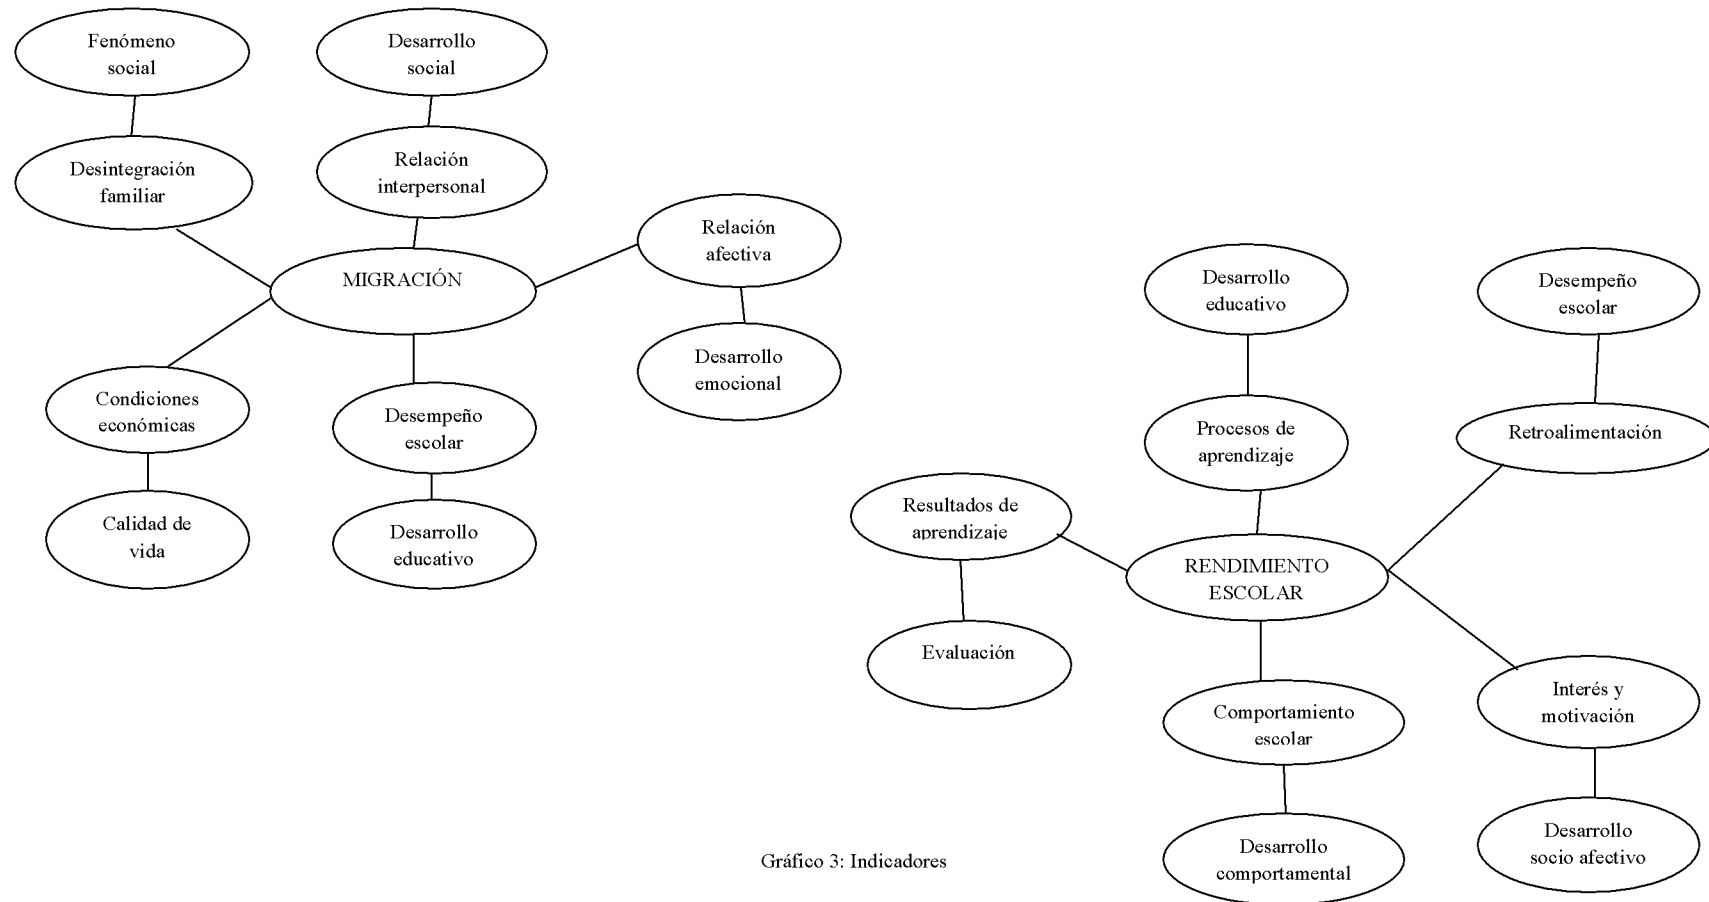 Fenómeno
social
Desarrollo
social
Desintegración
familiar
Relación
interpersonal
Relación
afectiva
MIGRACIÓN
Desarrollo
emocional
Condiciones
económicas
Desempeño
escolar
Calidad de
vida
Desarrollo
educativo
Desarrollo
educativo
Desempeño
escolar
Procesos de
aprendizaje
Retroalimentación
Resultados de
aprendizaje
RENDIMIENTO
ESCOLAR
Evaluación
Comportamiento
escolar
Interés y
motivación
Desarrollo
comportamental
Desarrollo
socio afectivo
Gráfico 3: Indicadores